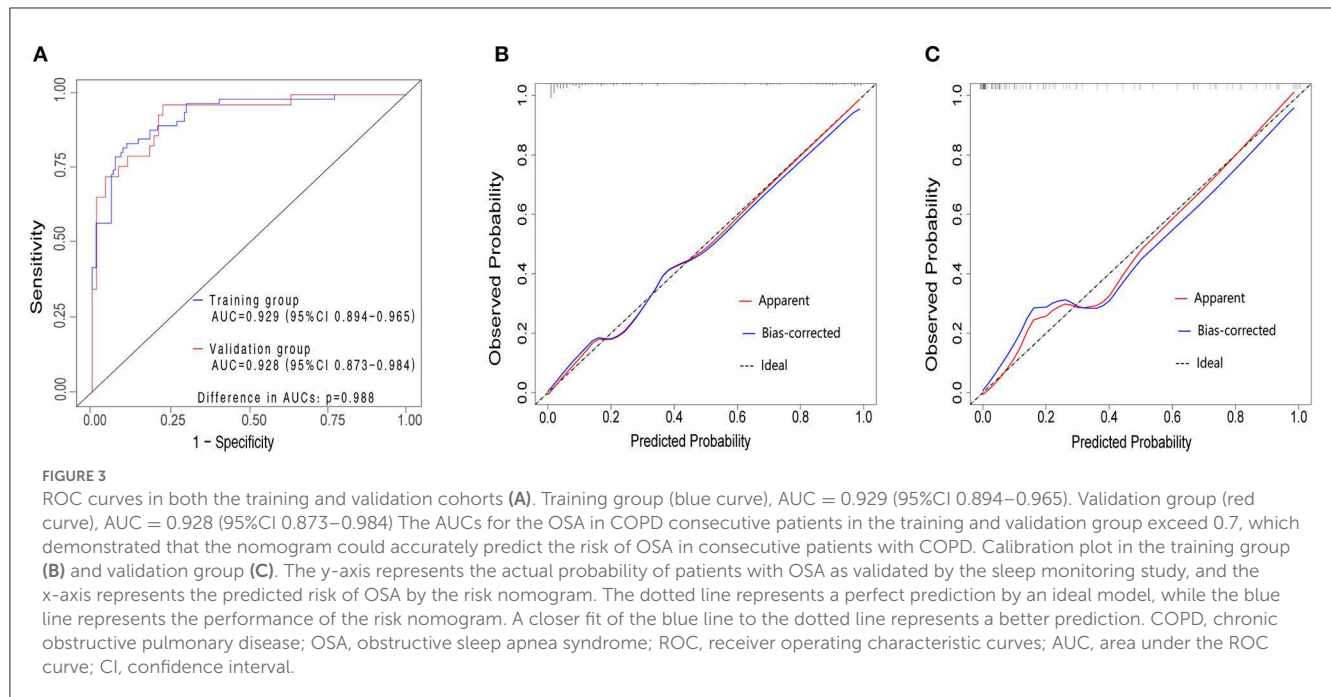 A
B
C
Sensitivity
1.00
0.75
0.50
0.25
0.00
Training group
AUC=0.929 (95%CI 0.894-0.965)
Validation group
AUC=0.928 (95%CI 0.873-0.984)
Difference in AUCs: p=0.988
0.00 0.25 0.50 0.75 1.00
1 - Specificity
Observed Probability
1.0
0.8
0.6
0.4
0.2
0.0
Apparent
Bias-corrected
Ideal
0.0 0.2 0.4 0.6 0.8 1.0
Predicted Probability
Observed Probability
1.0
0.8
0.6
0.4
0.2
0.0
Apparent
Bias-corrected
Ideal
0.0 0.2 0.4 0.6 0.8 1.0
Predicted Probability
FIGURE 3
ROC curves in both the training and validation cohorts (A). Training group (blue curve), AUC = 0.929 (95%CI 0.894–0.965). Validation group (red
curve), AUC = 0.928 (95%CI 0.873–0.984) The AUCs for the OSA in COPD consecutive patients in the training and validation group exceed 0.7, which
demonstrated that the nomogram could accurately predict the risk of OSA in consecutive patients with COPD. Calibration plot in the training group
(B) and validation group (C). The y-axis represents the actual probability of patients with OSA as validated by the sleep monitoring study, and the
x-axis represents the predicted risk of OSA by the risk nomogram. The dotted line represents a perfect prediction by an ideal model, while the blue
line represents the performance of the risk nomogram. A closer fit of the blue line to the dotted line represents a better prediction. COPD, chronic
obstructive pulmonary disease; OSA, obstructive sleep apnea syndrome; ROC, receiver operating characteristic curves; AUC, area under the ROC
curve; CI, confidence interval.